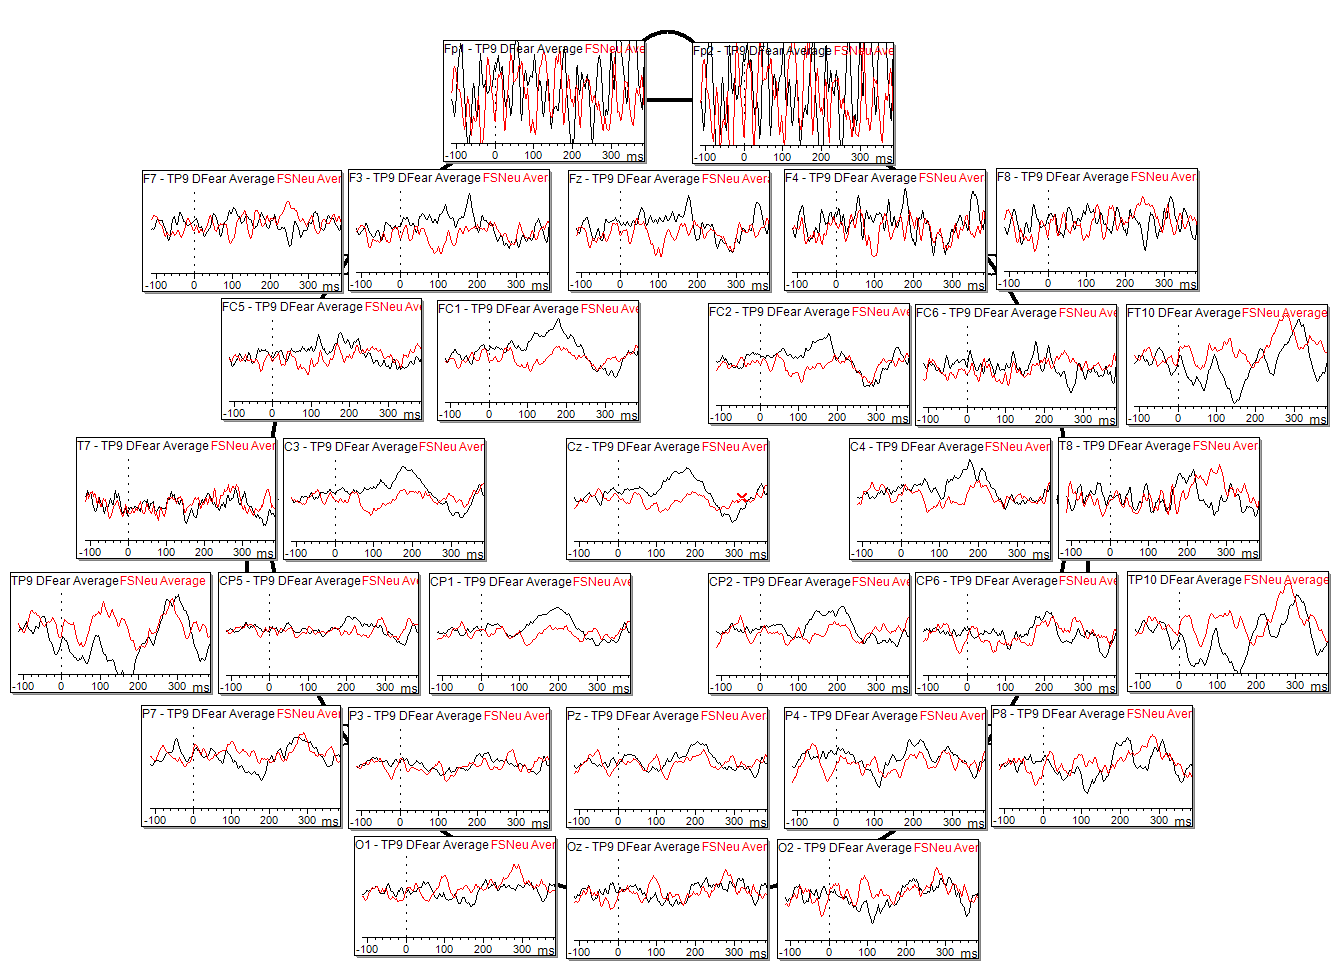 Fp1 - TP9 DFear Average FSNeu Ave
-100 0 100 200 300 ms
Fp2 - TP9 DFear Average FSNeu Ave
-100 0 100 200 300 ms
F7 - TP9 DFear Average FSNeu Aver
-100 0 100 200 300 ms
F3 - TP9 DFear Average FSNeu Aver
-100 0 100 200 300 ms
Fz - TP9 DFear Average FSNeu Avera
-100 0 100 200 300 ms
F4 - TP9 DFear Average FSNeu Aver
-100 0 100 200 300 ms
F8 - TP9 DFear Average FSNeu Aver
-100 0 100 200 300 ms
FC5 - TP9 DFear Average FSNeu Ave
-100 0 100 200 300 ms
FC1 - TP9 DFear Average FSNeu Ave
-100 0 100 200 300 ms
FC2 - TP9 DFear Average FSNeu Ave
-100 0 100 200 300 ms
FC6 - TP9 DFear Average FSNeu Ave
-100 0 100 200 300 ms
FT10 DFear Average FSNeu Average
-100 0 100 200 300 ms
T7 - TP9 DFear Average FSNeu Aver
-100 0 100 200 300 ms
C3 - TP9 DFear Average FSNeu Aver
-100 0 100 200 300 ms
Cz - TP9 DFear Average FSNeu Aver
-100 0 100 200 300 ms
C4 - TP9 DFear Average FSNeu Aver
-100 0 100 200 300 ms
T8 - TP9 DFear Average FSNeu Aver
-100 0 100 200 300 ms
TP9 DFear Average FSNeu Average
-100 0 100 200 300 ms
CP5 - TP9 DFear Average FSNeu Ave
-100 0 100 200 300 ms
CP1 - TP9 DFear Average FSNeu Ave
-100 0 100 200 300 ms
CP2 - TP9 DFear Average FSNeu Ave
-100 0 100 200 300 ms
CP6 - TP9 DFear Average FSNeu Ave
-100 0 100 200 300 ms
TP10 DFear Average FSNeu Average
-100 0 100 200 300 ms
P7 - TP9 DFear Average FSNeu Aver
-100 0 100 200 300 ms
P3 - TP9 DFear Average FSNeu Aver
-100 0 100 200 300 ms
Pz - TP9 DFear Average FSNeu Aver
-100 0 100 200 300 ms
P4 - TP9 DFear Average FSNeu Aver
-100 0 100 200 300 ms
P8 - TP9 DFear Average FSNeu Aver
-100 0 100 200 300 ms
O1 - TP9 DFear Average FSNeu Aver
-100 0 100 200 300 ms
Oz - TP9 DFear Average FSNeu Aver
-100 0 100 200 300 ms
O2 - TP9 DFear Average FSNeu Aver
-100 0 100 200 300 ms